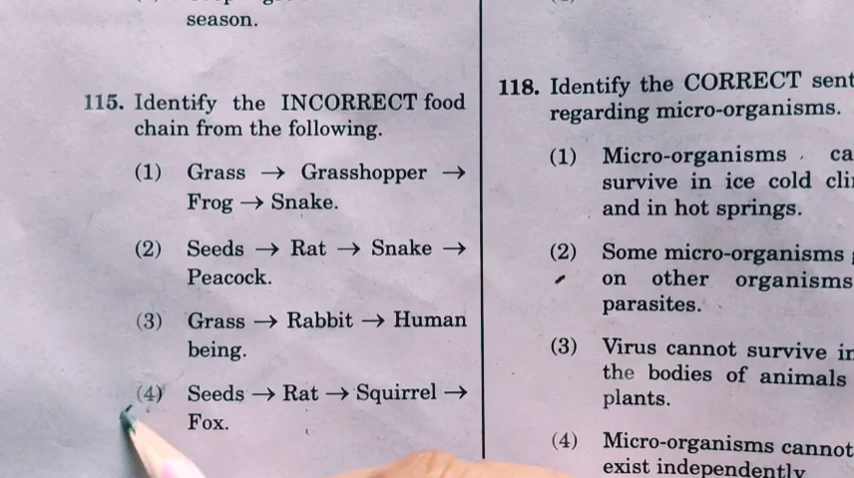 season.
115. Identify the INCORRECT food
chain from the following.
(1) Grass → Grasshopper →
Frog → Snake.
(2) Seeds → Rat → Snake →
Peacock.
(3) Grass → Rabbit → Human
being.
(4) Seeds → Rat → Squirrel →
Fox.
118. Identify the CORRECT sent
regarding micro-organisms.
(1) Micro-organisms ca
survive in ice cold
and in hot springs.
(2) Some micro-organisms
on other organisms
parasites.
(3) Virus cannot survive in
the bodies of animals
plants.
(4) Micro-organisms cannot
exist independently